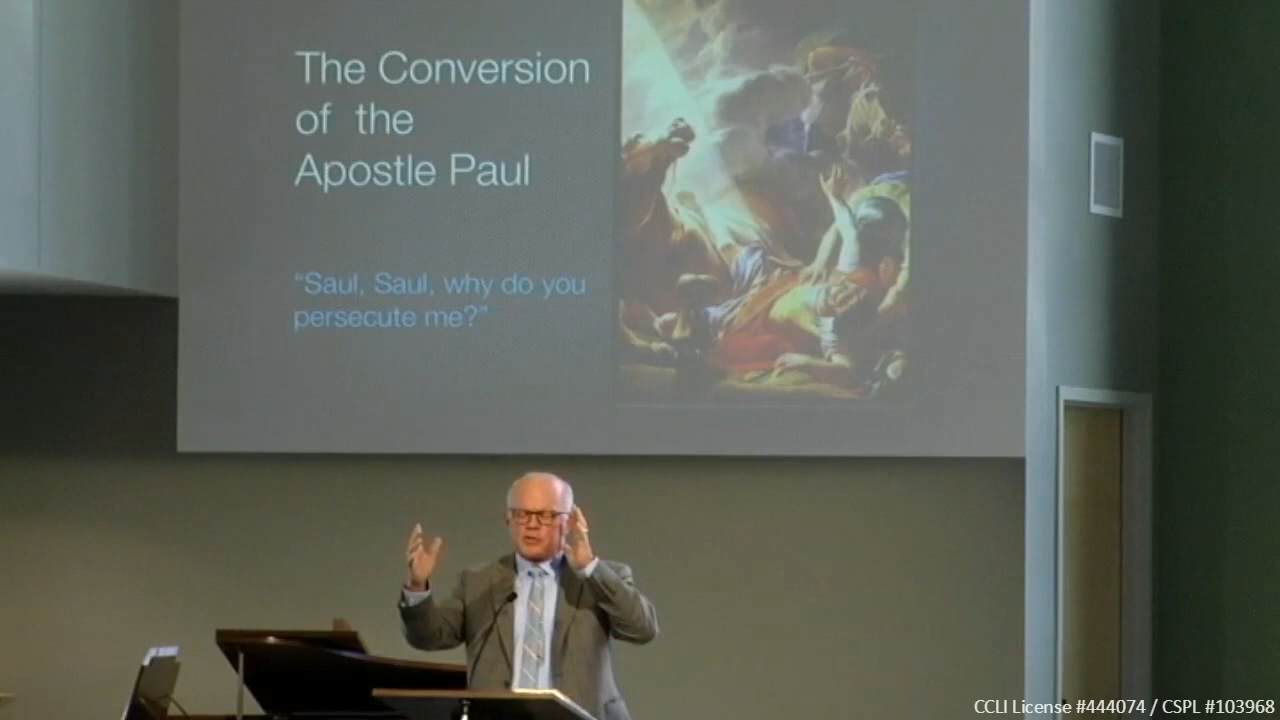 The Conversion
of the
Apostle Paul
“Saul, Saul, why do you
persecute me?”
CCLI License #444074 / CSPL #103968